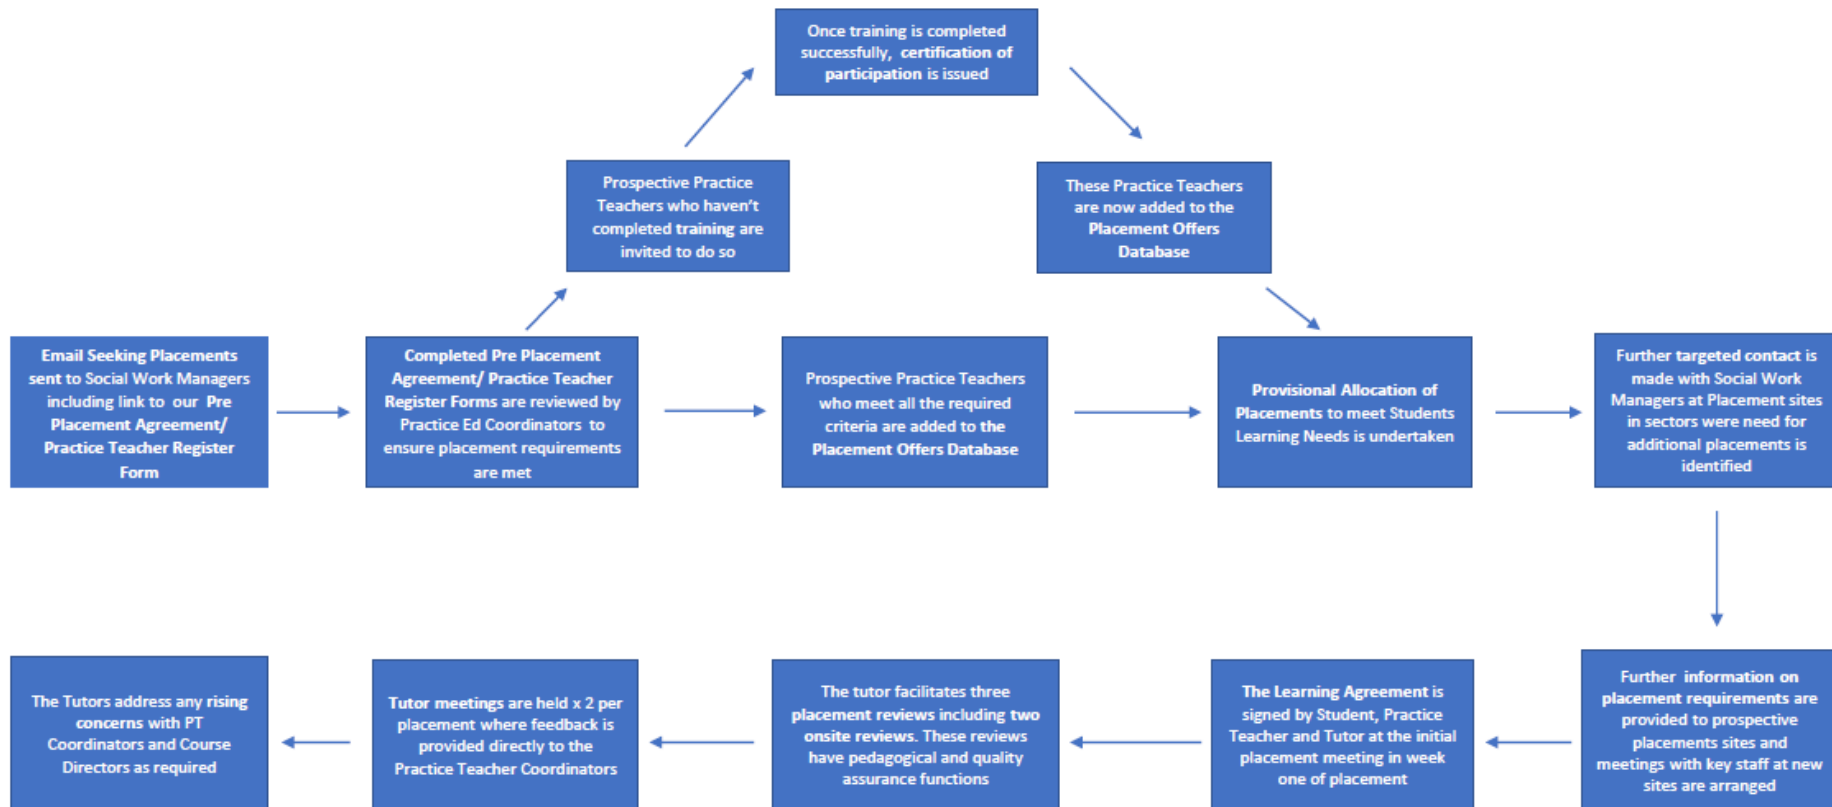 Once training is completed
successfully, certification of
participation is issued
Prospective Practice
Teachers who haven't
completed training are
invited to do so
These Practice Teachers
are now added to the
Placement Offers
Database
Email Seeking Placements
sent to Social Work Managers
including link to our Pre
Placement Agreement/
Practice Teacher Register
Form
Completed Pre Placement
Agreement/ Practice Teacher
Register Forms are reviewed by
Practice Ed Coordinators to
ensure placement requirements
are met
Prospective Practice Teachers
who meet all the required
criteria are added to the
Placement Offers Database
Provisional Allocation of
Placements to meet Students
Learning Needs is undertaken
Further targeted contact is
made with Social Work
Managers at Placement sites
in sectors were need for
additional placements is
identified
The Tutors address any rising
concerns with PT
Coordinators and Course
Directors as required
Tutor meetings are held x 2 per
placement where feedback is
provided directly to the
Practice Teacher Coordinators
The tutor facilitates three
placement reviews including two
onsite reviews. These reviews
have pedagogical and quality
assurance functions
The Learning Agreement is
signed by Student, Practice
Teacher and Tutor at the initial
placement meeting in week
one of placement
Further information on
placement requirements are
provided to prospective
placements sites and
meetings with key staff at new
sites are arranged